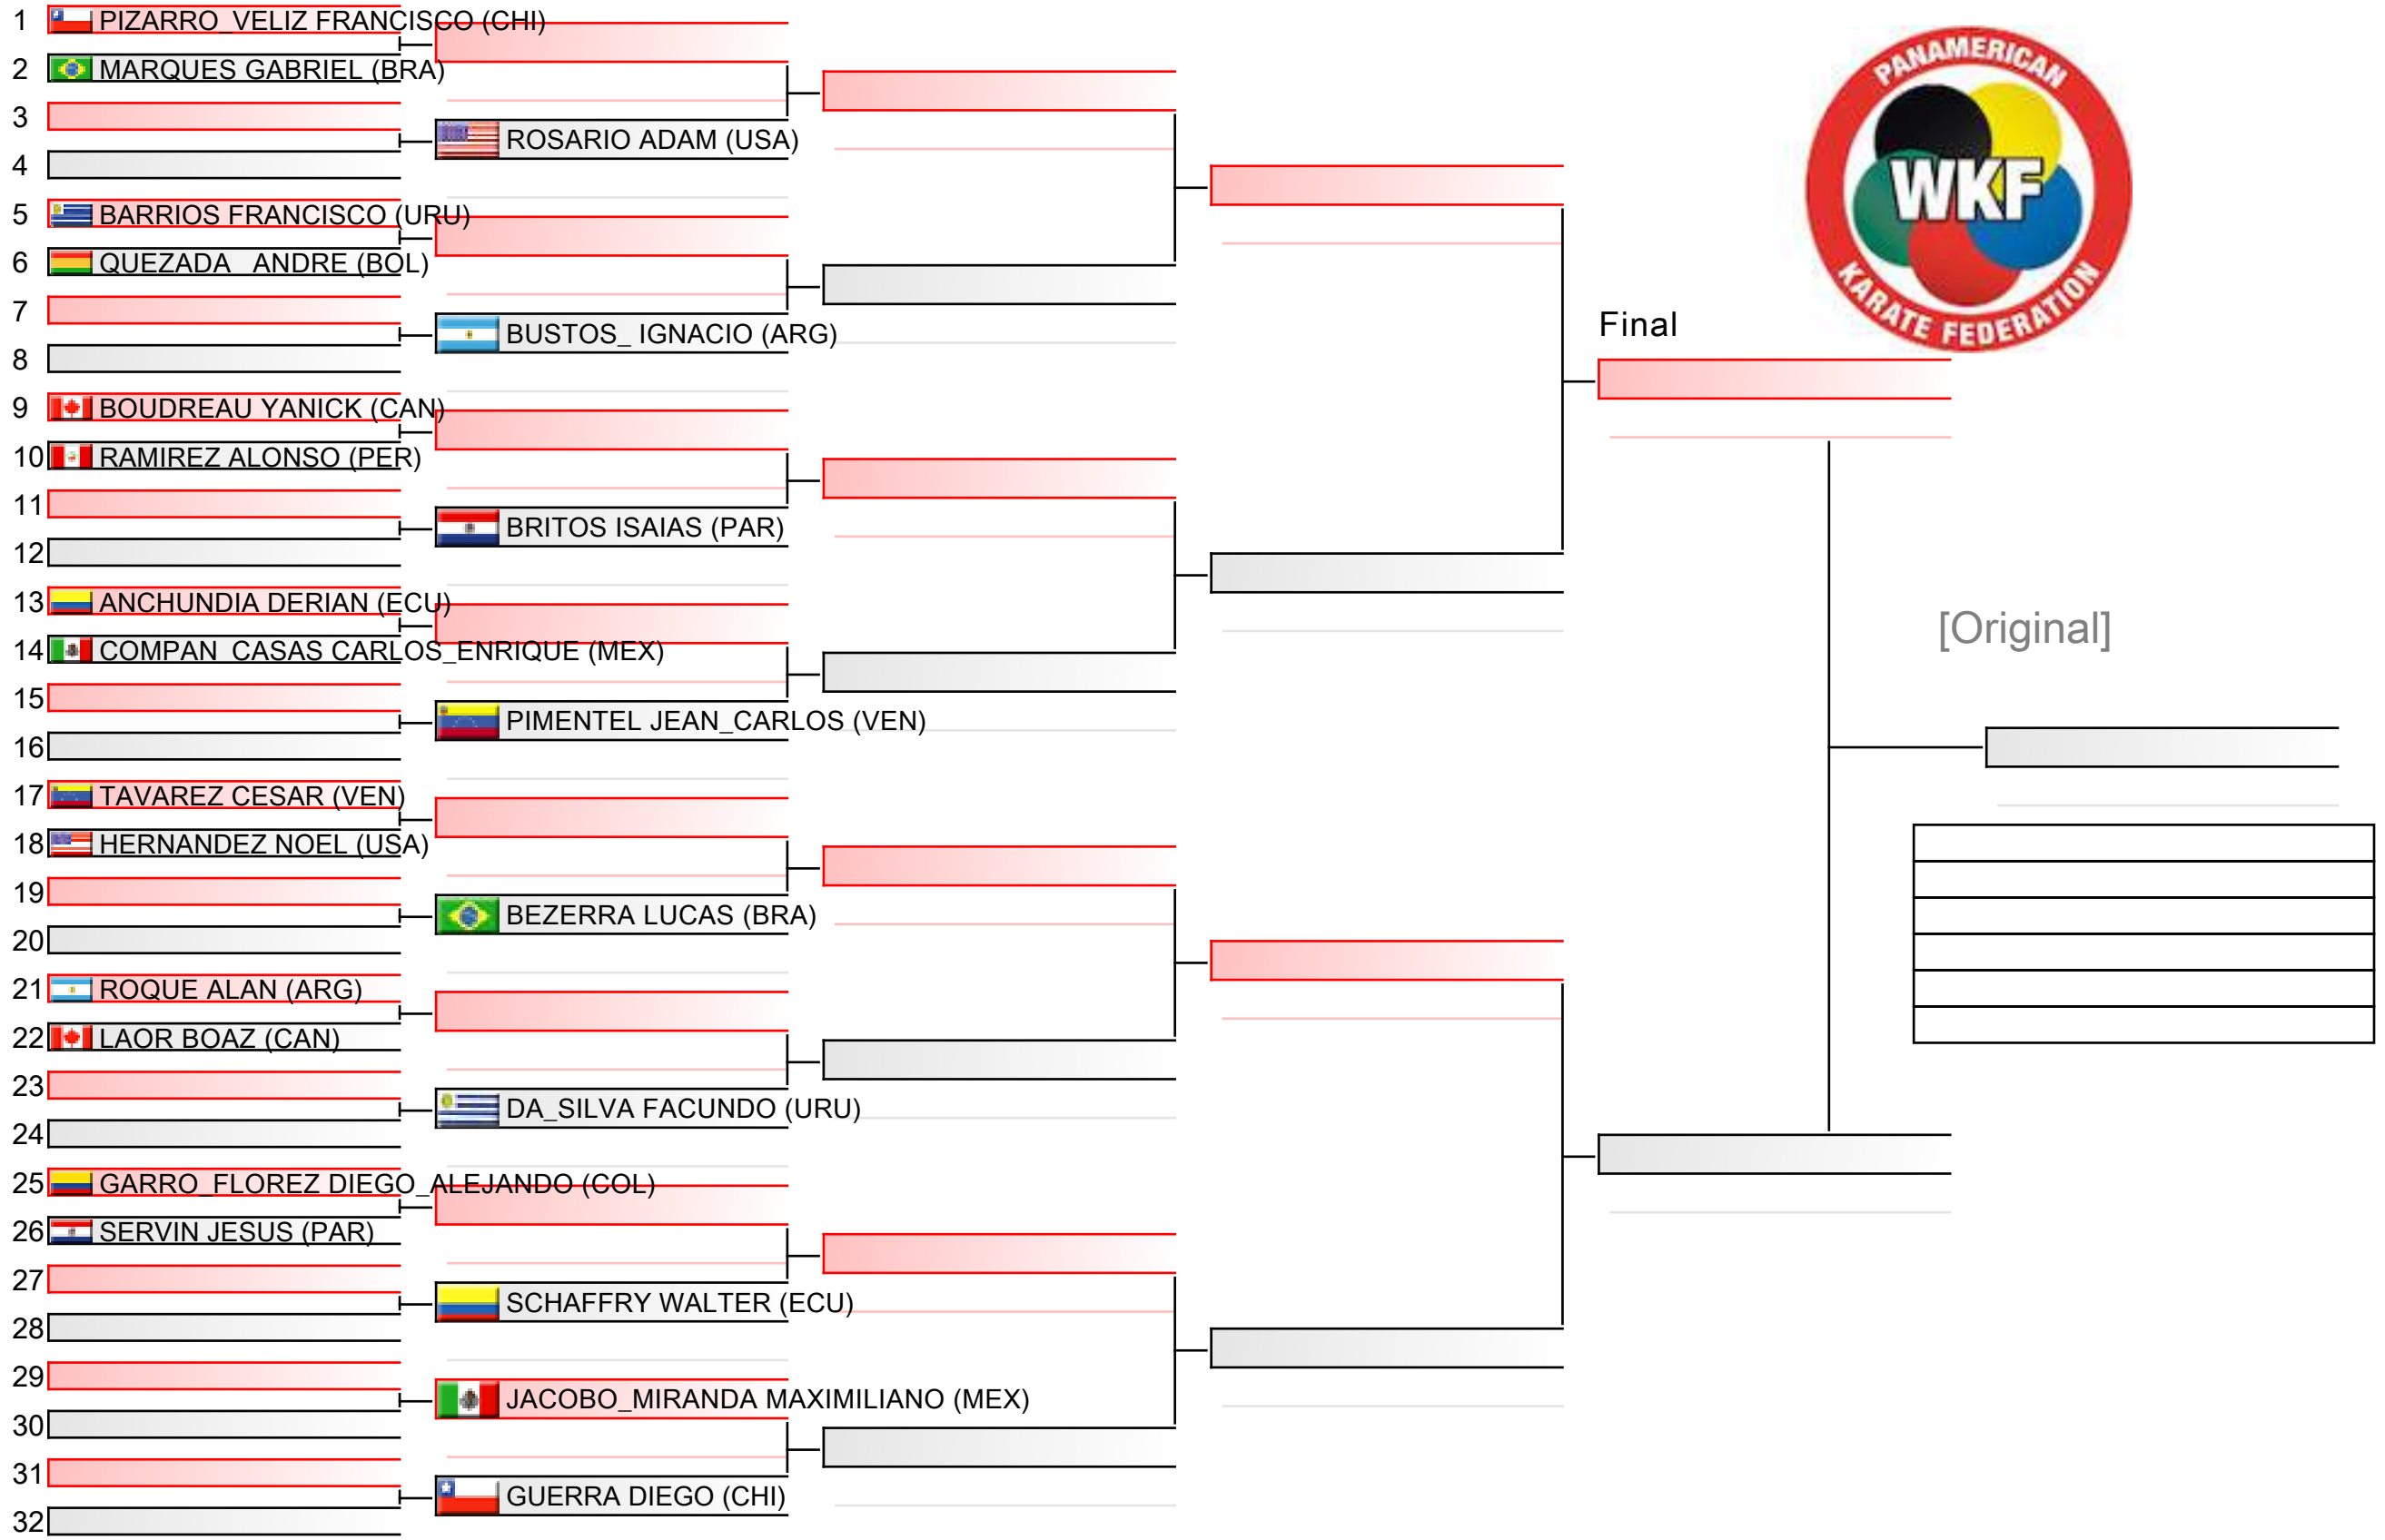 1 PIZARRO_VELIZ FRANCISCO (CHI)
2 MARQUES GABRIEL (BRA)
3
ROSARIO ADAM (USA)
4
5 BARRIOS FRANCISCO (URU)
6 QUEZADA_ ANDRE (BOL)
7
BUSTOS_ IGNACIO (ARG)
8
9 BOUDREAU YANICK (CAN)
10 RAMIREZ ALONSO (PER)
11
BRITOS ISAIAS (PAR)
12
13 ANCHUNDIA DERIAN (ECU)
14 COMPAN_CASAS CARLOS_ENRIQUE (MEX)
15
PIMENTEL JEAN_CARLOS (VEN)
16
17 TAVAREZ CESAR (VEN)
18 HERNANDEZ NOEL (USA)
19
BEZERRA LUCAS (BRA)
20
21 ROQUE ALAN (ARG)
22 LAOR BOAZ (CAN)
23
DA_SILVA FACUNDO (URU)
24
25 GARRO_FLOREZ DIEGO_ALEJANDO (COL)
26 SERVIN JESUS (PAR)
27
SCHAFFRY WALTER (ECU)
28
29
JACOBO_MIRANDA MAXIMILIANO (MEX)
30
31
GUERRA DIEGO (CHI)
32
Final
[Original]
PANAMERICAN
WKF
KARATE FEDERATION